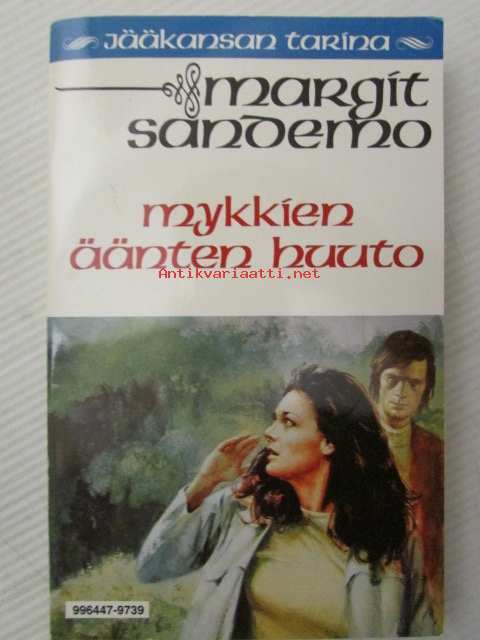 Jääkansan tarina
margit
sandemo
mykkien
äänten huuto
Antikvariaatti.net
996447-9739